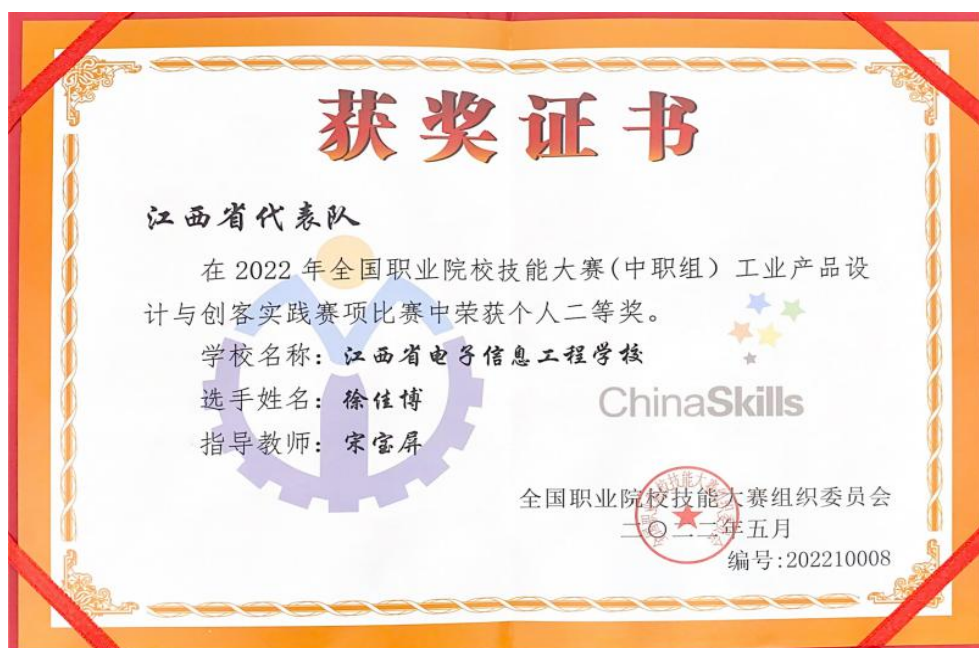 获奖证书
江西省代表队
在 2022 年全国职业院校技能大赛(中职组）工业产品设
计与创客实践赛项比赛中荣获个人二等奖。
学校名称：江西省电子信息工程学校
选手姓名：徐佳博
指导教师：宋宝屏
ChinaSkills
全国职业院校技能大赛组织委员会
二〇二二年五月
编号:202210008